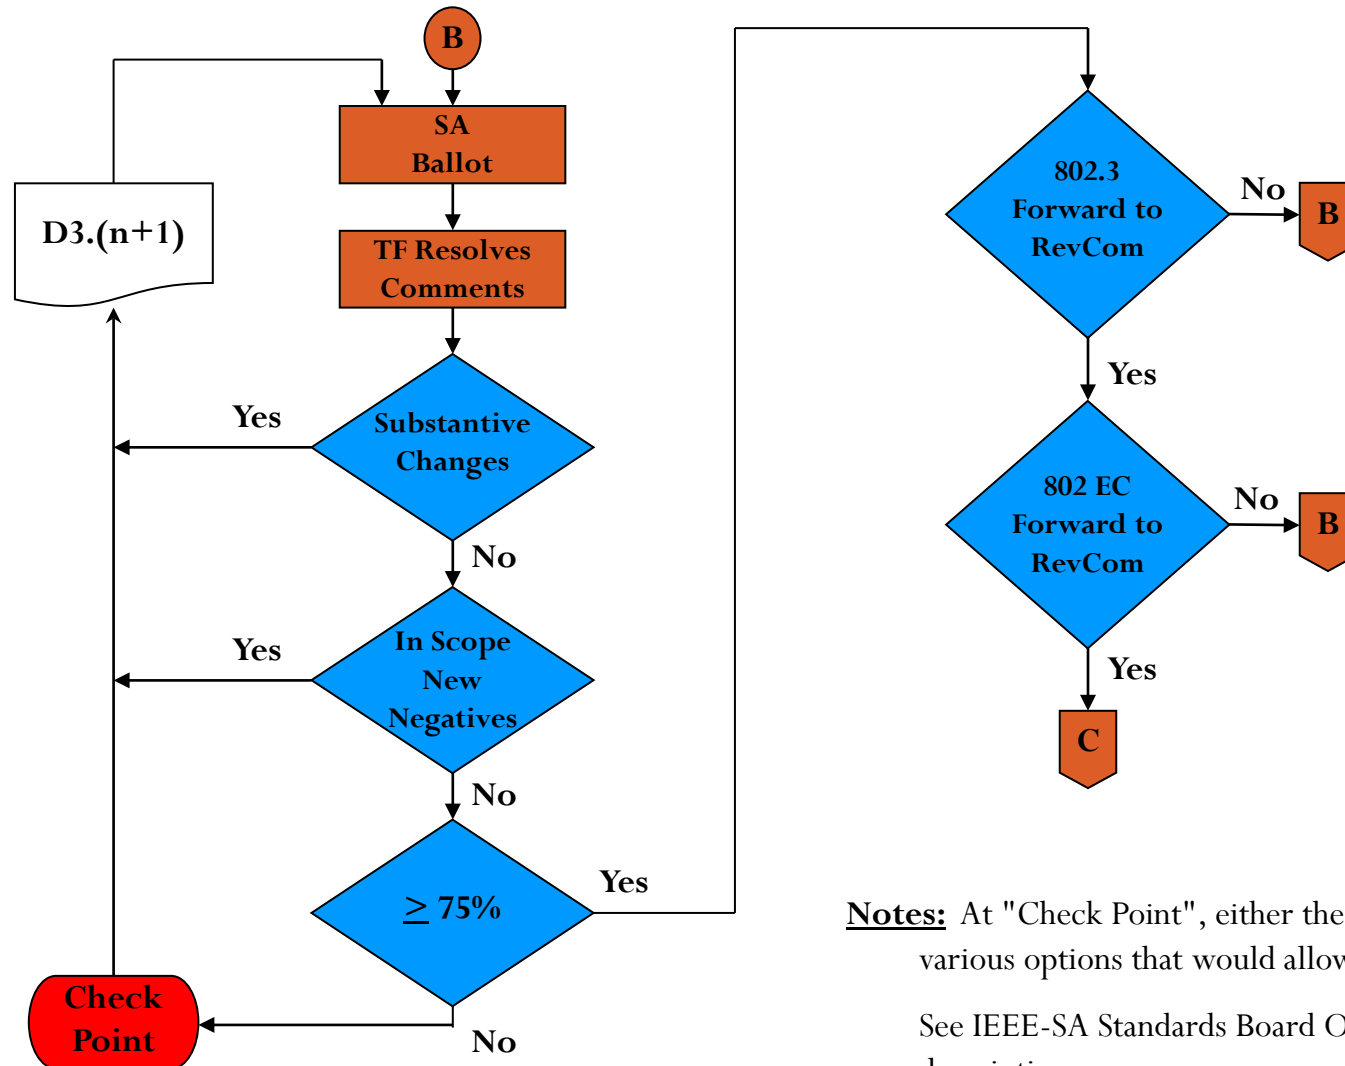 B
SA
Ballot
D3.(n+1)
TF Resolves
Comments
Yes
Substantive
Changes
No
Yes
In Scope
New
Negatives
No
≥ 75%
Yes
Check
Point
No
802.3
Forward to
RevCom
No
B
Yes
802 EC
Forward to
RevCom
No
B
Yes
C
Notes: At "Check Point", either the
various options that would allow
See IEEE-SA Standards Board O